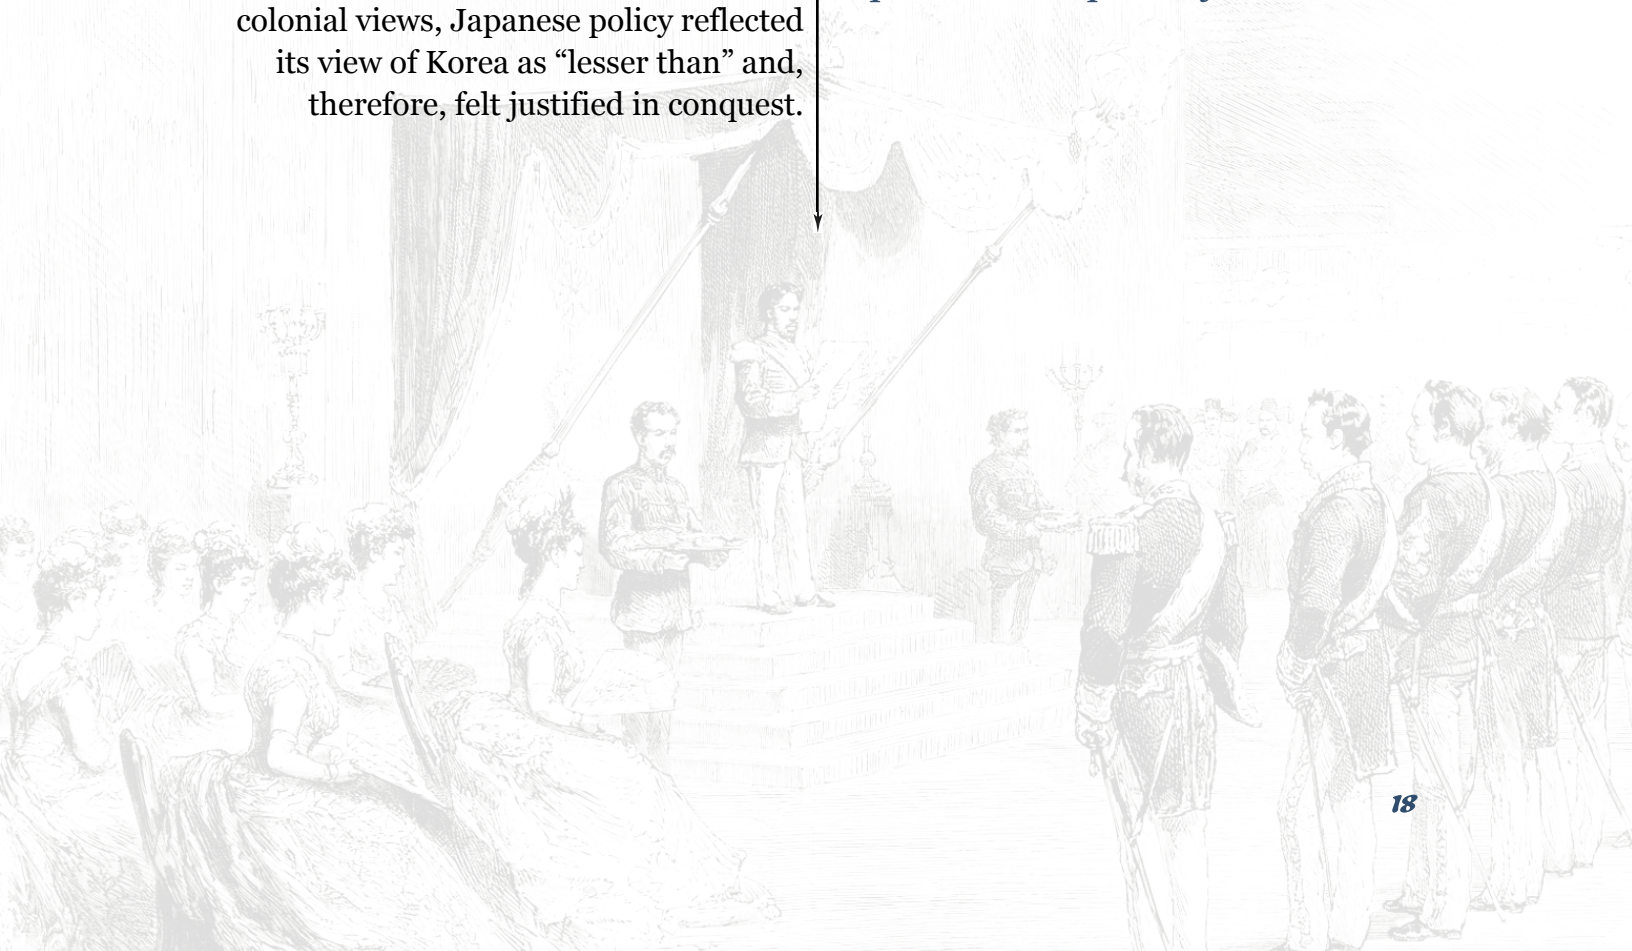 colonial views, Japanese policy reflected
its view of Korea as “lesser than” and,
therefore, felt justified in conquest.
18